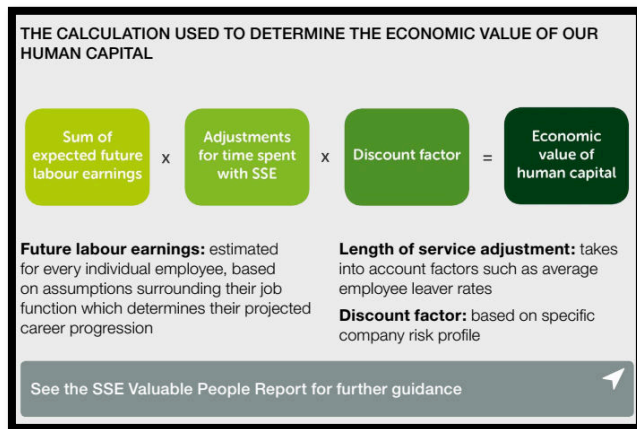 THE CALCULATION USED TO DETERMINE THE ECONOMIC VALUE OF OUR
HUMAN CAPITAL
Sum of
expected future
labour earnings
x
Adjustments
for time spent
with SSE
x
Discount factor
=
Economic
value of
human capital
Future labour earnings: estimated
for every individual employee, based
on assumptions surrounding their job
function which determines their projected
career progression
Length of service adjustment: takes
into account factors such as average
employee leaver rates
Discount factor: based on specific
company risk profile
See the SSE Valuable People Report for further guidance